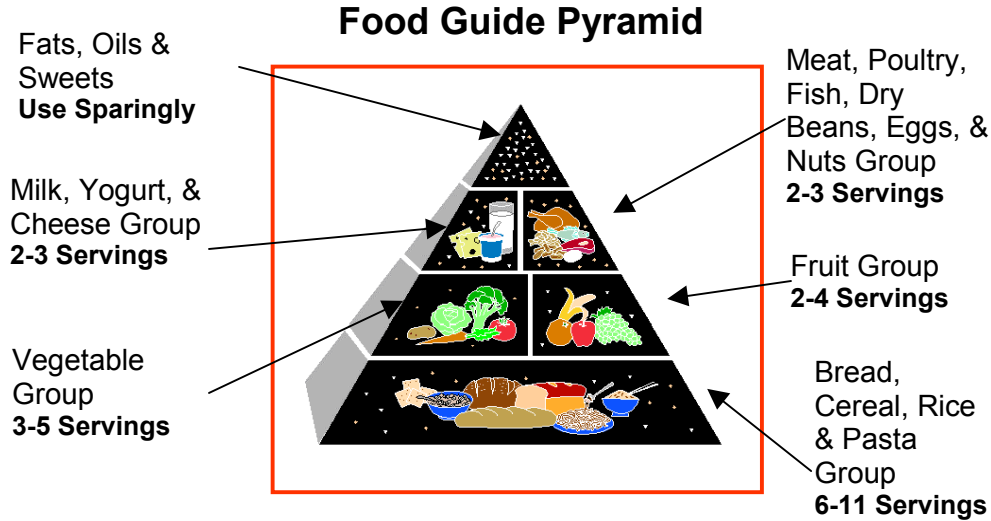 Food Guide Pyramid
Fats, Oils &
Sweets
Use Sparingly
Meat, Poultry,
Fish, Dry
Beans, Eggs, &
Nuts Group
2-3 Servings
Milk, Yogurt, &
Cheese Group
2-3 Servings
Fruit Group
2-4 Servings
Vegetable
Group
3-5 Servings
Bread,
Cereal, Rice
& Pasta
Group
6-11 Servings